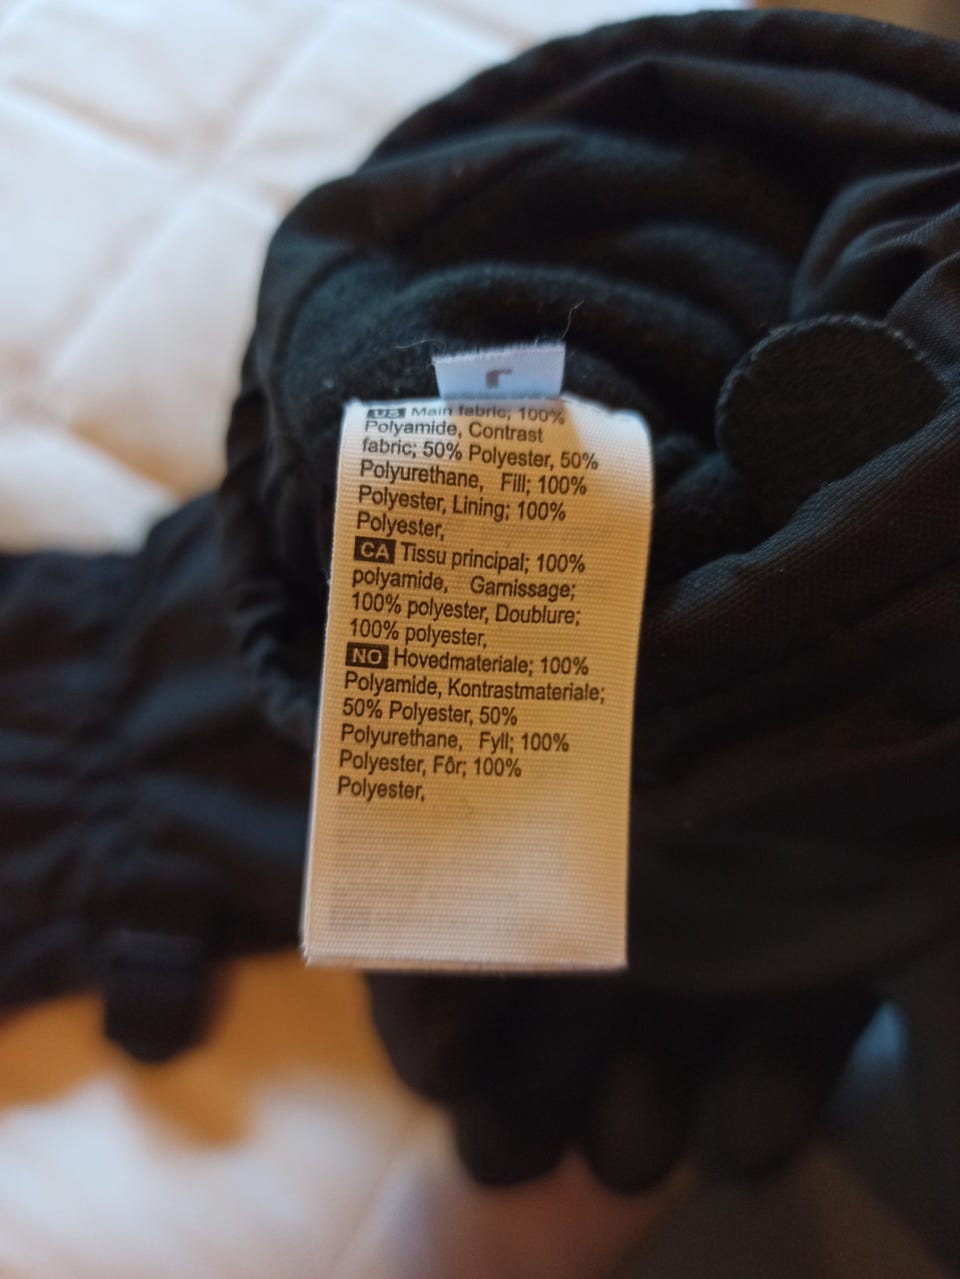 US Main fabric; 100%
Polyamide, Contrast
fabric; 50% Polyester, 50%
Polyurethane, Fill; 100%
Polyester, Lining; 100%
Polyester,
CA Tissu principal; 100%
polyamide, Garnissage;
100% polyester, Doublure;
100% polyester,
NO Hovedmateriale; 100%
Polyamide, Kontrastmateriale;
50% Polyester, 50%
Polyurethane, Fyll; 100%
Polyester, Fôr; 100%
Polyester,